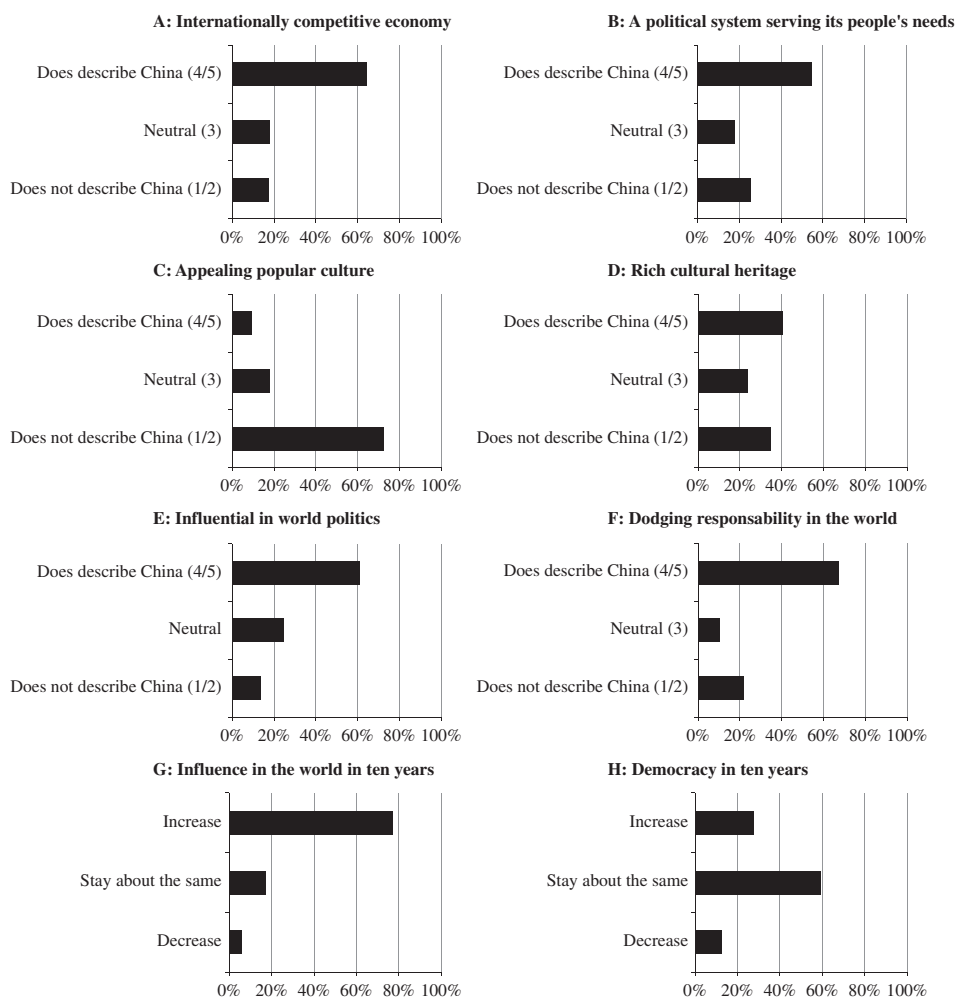 A: Internationally competitive economy
Does describe China (4/5)
Neutral (3)
Does not describe China (1/2)
0% 20% 40% 60% 80% 100%
B: A political system serving its people's needs
Does describe China (4/5)
Neutral (3)
Does not describe China (1/2)
0% 20% 40% 60% 80% 100%
C: Appealing popular culture
Does describe China (4/5)
Neutral (3)
Does not describe China (1/2)
0% 20% 40% 60% 80% 100%
D: Rich cultural heritage
Does describe China (4/5)
Neutral (3)
Does not describe China (1/2)
0% 20% 40% 60% 80% 100%
E: Influential in world politics
Does describe China (4/5)
Neutral
Does not describe China (1/2)
0% 20% 40% 60% 80% 100%
F: Dodging responsability in the world
Does describe China (4/5)
Neutral (3)
Does not describe China (1/2)
0% 20% 40% 60% 80% 100%
G: Influence in the world in ten years
Increase
Stay about the same
Decrease
0% 20% 40% 60% 80% 100%
H: Democracy in ten years
Increase
Stay about the same
Decrease
0% 20% 40% 60% 80% 100%